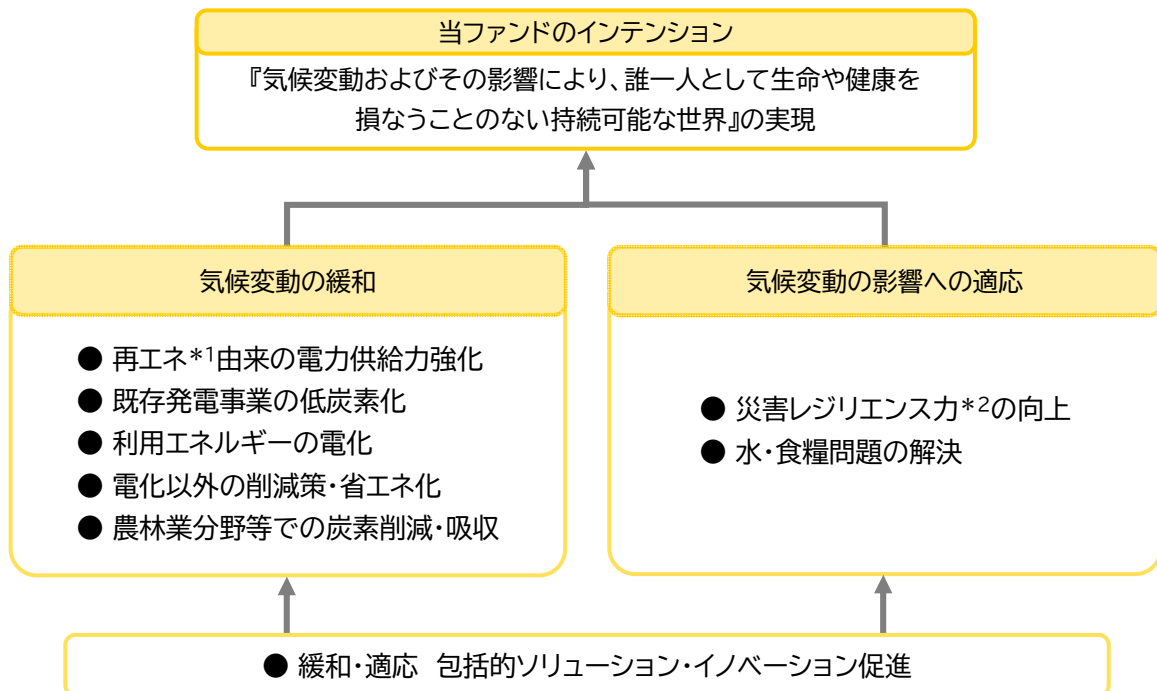 当ファンドのインテンション
『気候変動およびその影響により、誰一人として生命や健康を
損なうことのない持続可能な世界』の実現
気候変動の緩和
● 再エネ*1由来の電力供給力強化
● 既存発電事業の低炭素化
● 利用エネルギーの電化
● 電化以外の削減策・省エネ化
● 農林業分野等での炭素削減・吸収
気候変動の影響への適応
● 災害レジリエンス力*2の向上
● 水・食糧問題の解決
● 緩和・適応 包括的ソリューション・イノベーション促進